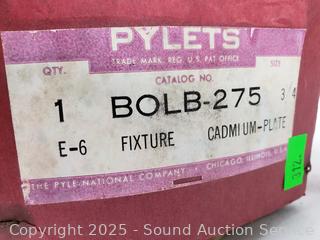 PYLETS
TRADE MARK REG. U.S. PAT OFFICE
QTY. CATALOG NO. SIZE
1 BOLB-275 3 4
E-6 FIXTURE CADMIUM-PLATE
THE PYLE-NATIONAL COMPANY CHICAGO, ILLINOIS, U.S.A.
312
Copyright 2025 - Sound Auction Service